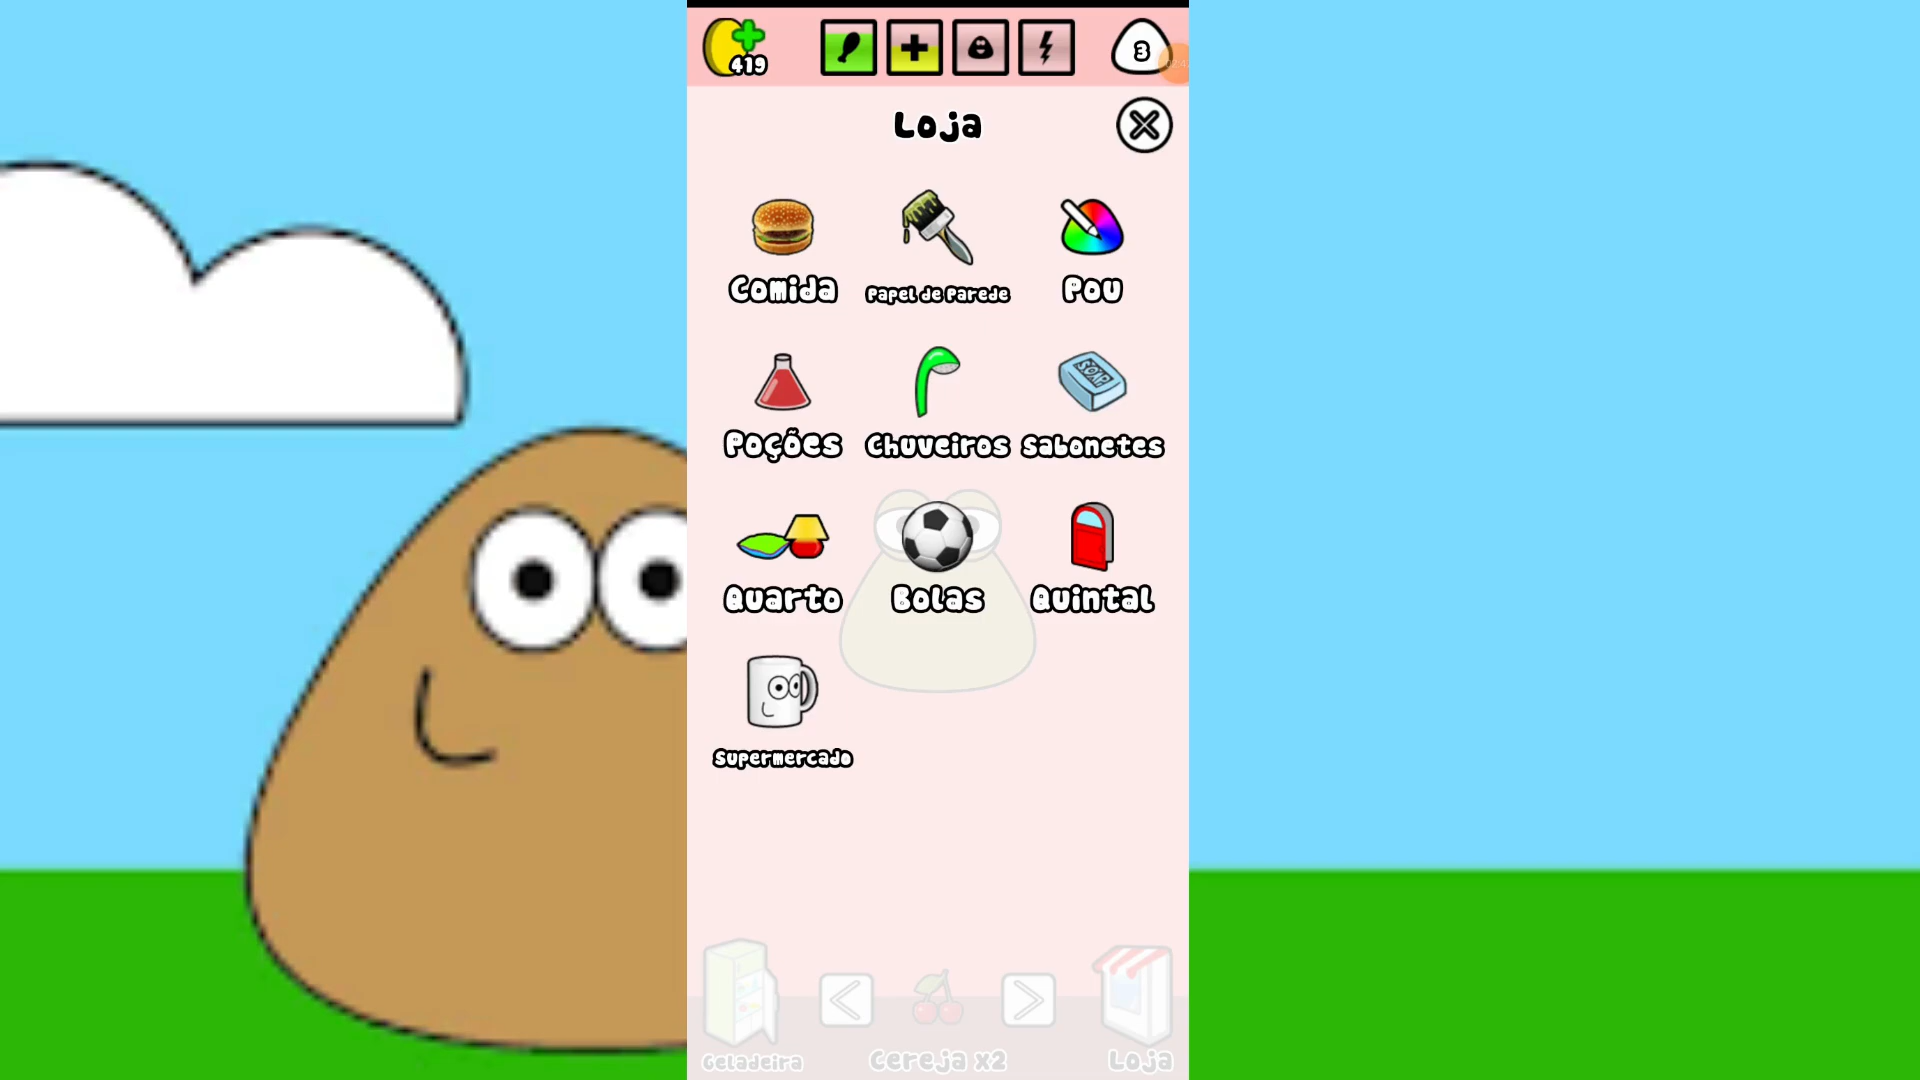 419
3
Loja
Comida
Papel de Parede
Pou
Poções
Chuveiros
SOAP
Sabonetes
Quarto
Bolas
Quintal
Supermercado
Geladeira
Cereja x2
Loja